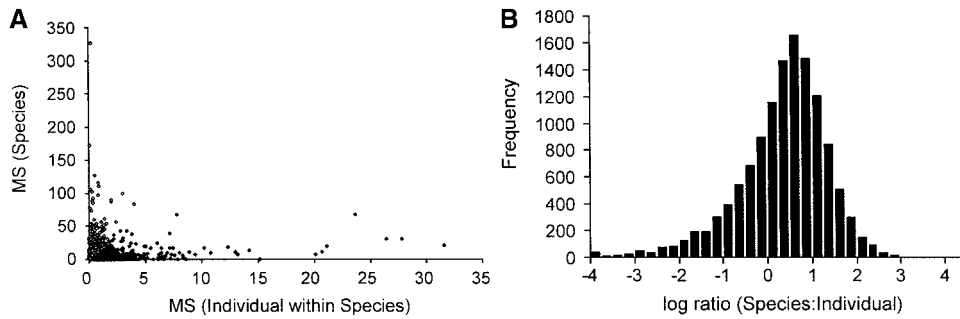 A
350
300
250
200
150
100
50
0
MS (Species)
0 5 10 15 20 25 30 35
MS (Individual within Species)
B
1800
1600
1400
1200
1000
800
600
400
200
0
Frequency
-4 -3 -2 -1 0 1 2 3 4
log ratio (Species:Individual)